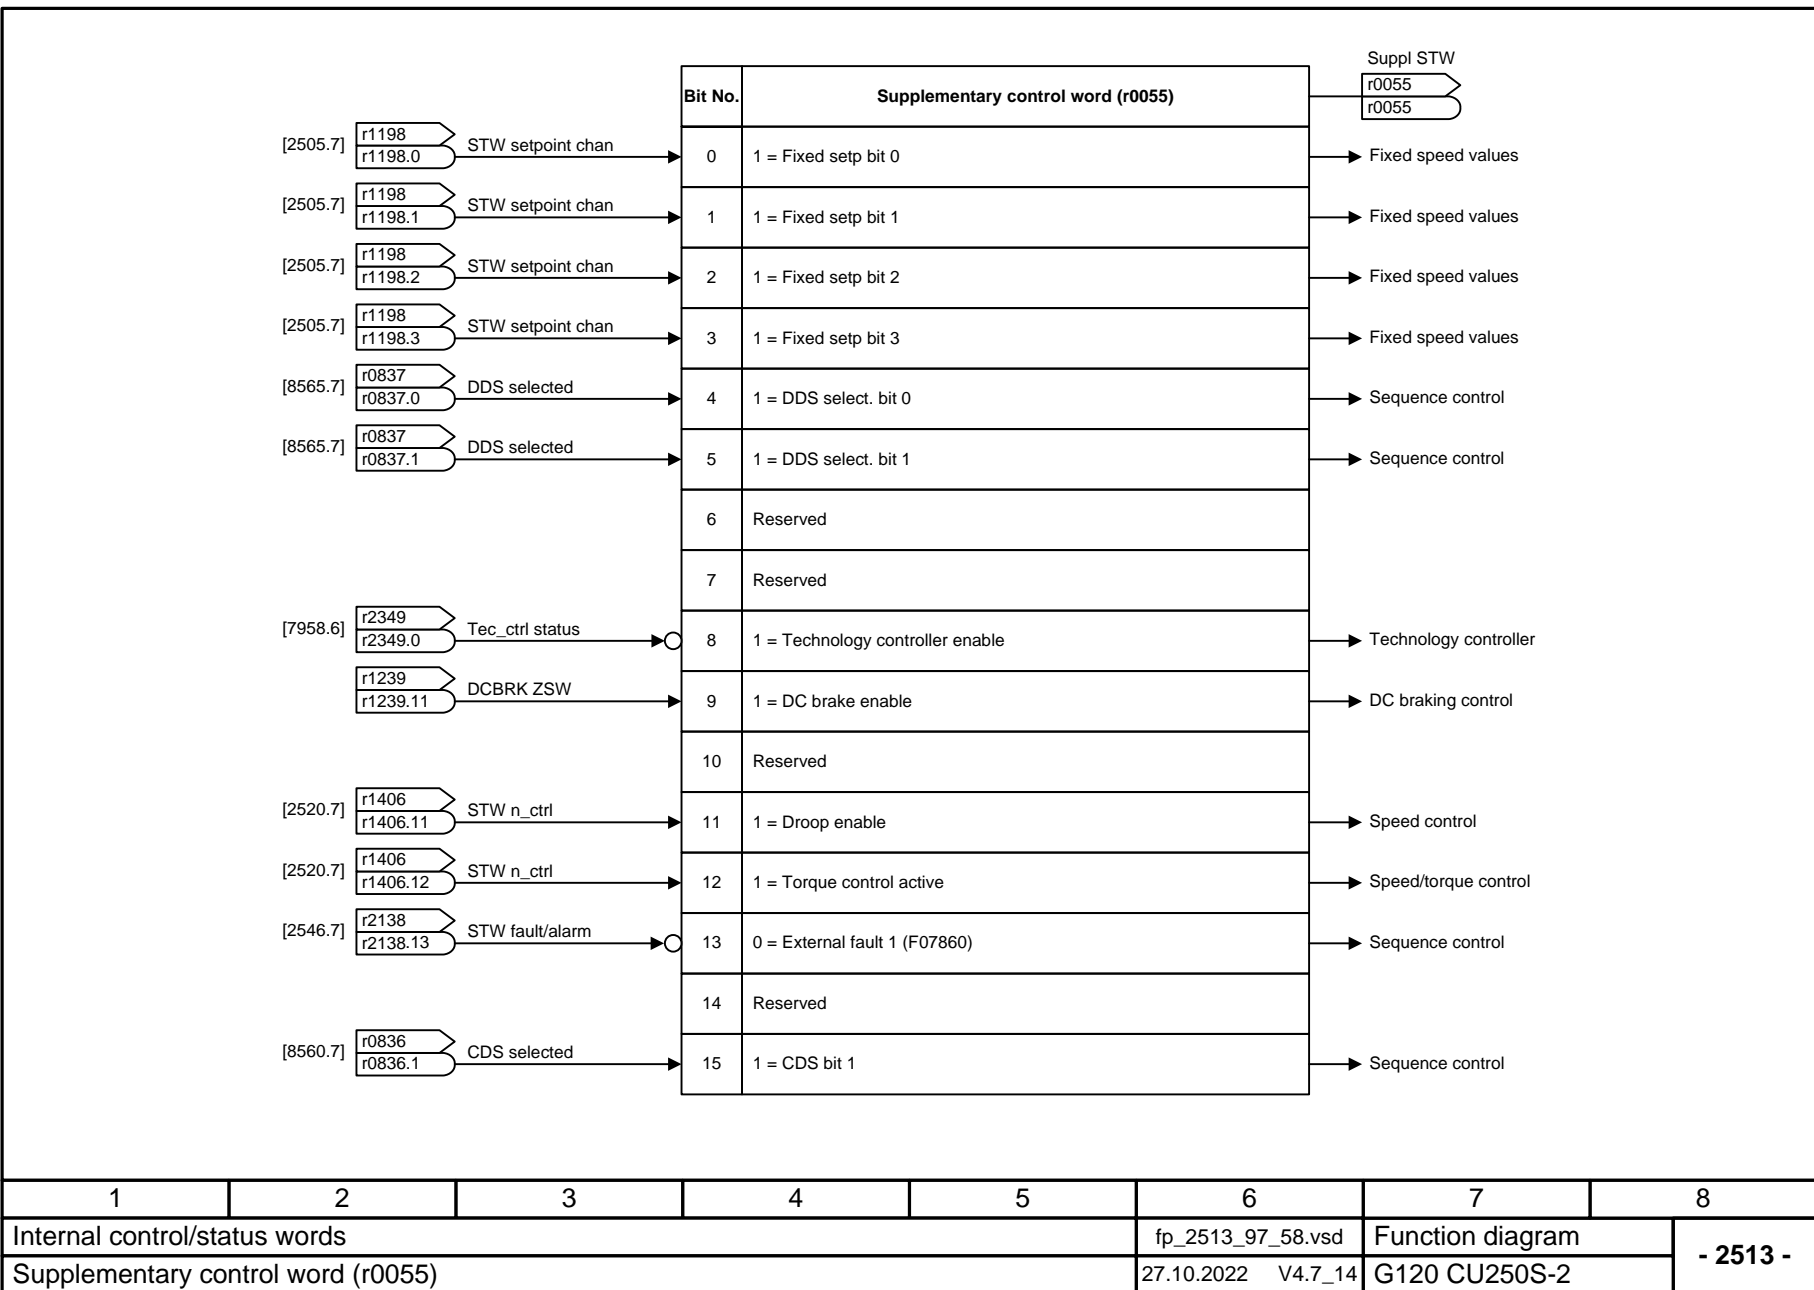 Suppl STW
r0055
r0055
Bit No. Supplementary control word (r0055)
[2505.7] r1198 STW setpoint chan
r1198.0 0 1 = Fixed setp bit 0 Fixed speed values
[2505.7] r1198 STW setpoint chan
r1198.1 1 1 = Fixed setp bit 1 Fixed speed values
[2505.7] r1198 STW setpoint chan
r1198.2 2 1 = Fixed setp bit 2 Fixed speed values
[2505.7] r1198 STW setpoint chan
r1198.3 3 1 = Fixed setp bit 3 Fixed speed values
[8565.7] r0837 DDS selected
r0837.0 4 1 = DDS select. bit 0 Sequence control
[8565.7] r0837 DDS selected
r0837.1 5 1 = DDS select. bit 1 Sequence control
6 Reserved
7 Reserved
[7958.6] r2349 Tec_ctrl status
r2349.0 8 1 = Technology controller enable Technology controller
r1239 DCBRK ZSW
r1239.11 9 1 = DC brake enable DC braking control
10 Reserved
[2520.7] r1406 STW n_ctrl
r1406.11 11 1 = Droop enable Speed control
[2520.7] r1406 STW n_ctrl
r1406.12 12 1 = Torque control active Speed/torque control
[2546.7] r2138 STW fault/alarm
r2138.13 13 0 = External fault 1 (F07860) Sequence control
14 Reserved
[8560.7] r0836 CDS selected
r0836.1 15 1 = CDS bit 1 Sequence control
1 2 3 4 5 6 7 8
Internal control/status words fp_2513_97_58.vsd Function diagram
- 2513 -
Supplementary control word (r0055) 27.10.2022 V4.7_14 G120 CU250S-2